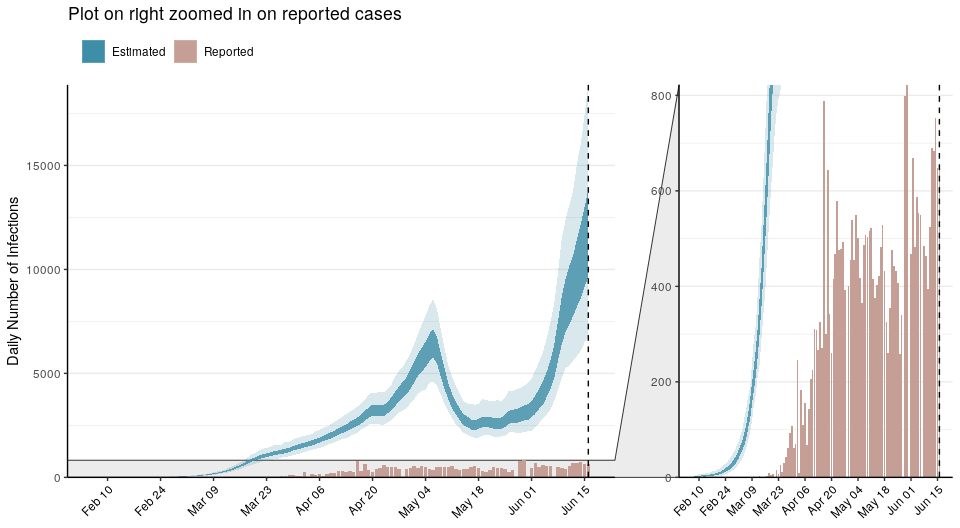 Plot on right zoomed in on reported cases
Estimated Reported
Daily Number of Infections
15000
10000
5000
0
Feb 10 Feb 24 Mar 09 Mar 23 Apr 06 Apr 20 May 04 May 18 Jun 01 Jun 15
800
600
400
200
0
Feb 10 Feb 24 Mar 09 Mar 23 Apr 06 Apr 20 May 04 May 18 Jun 01 Jun 15